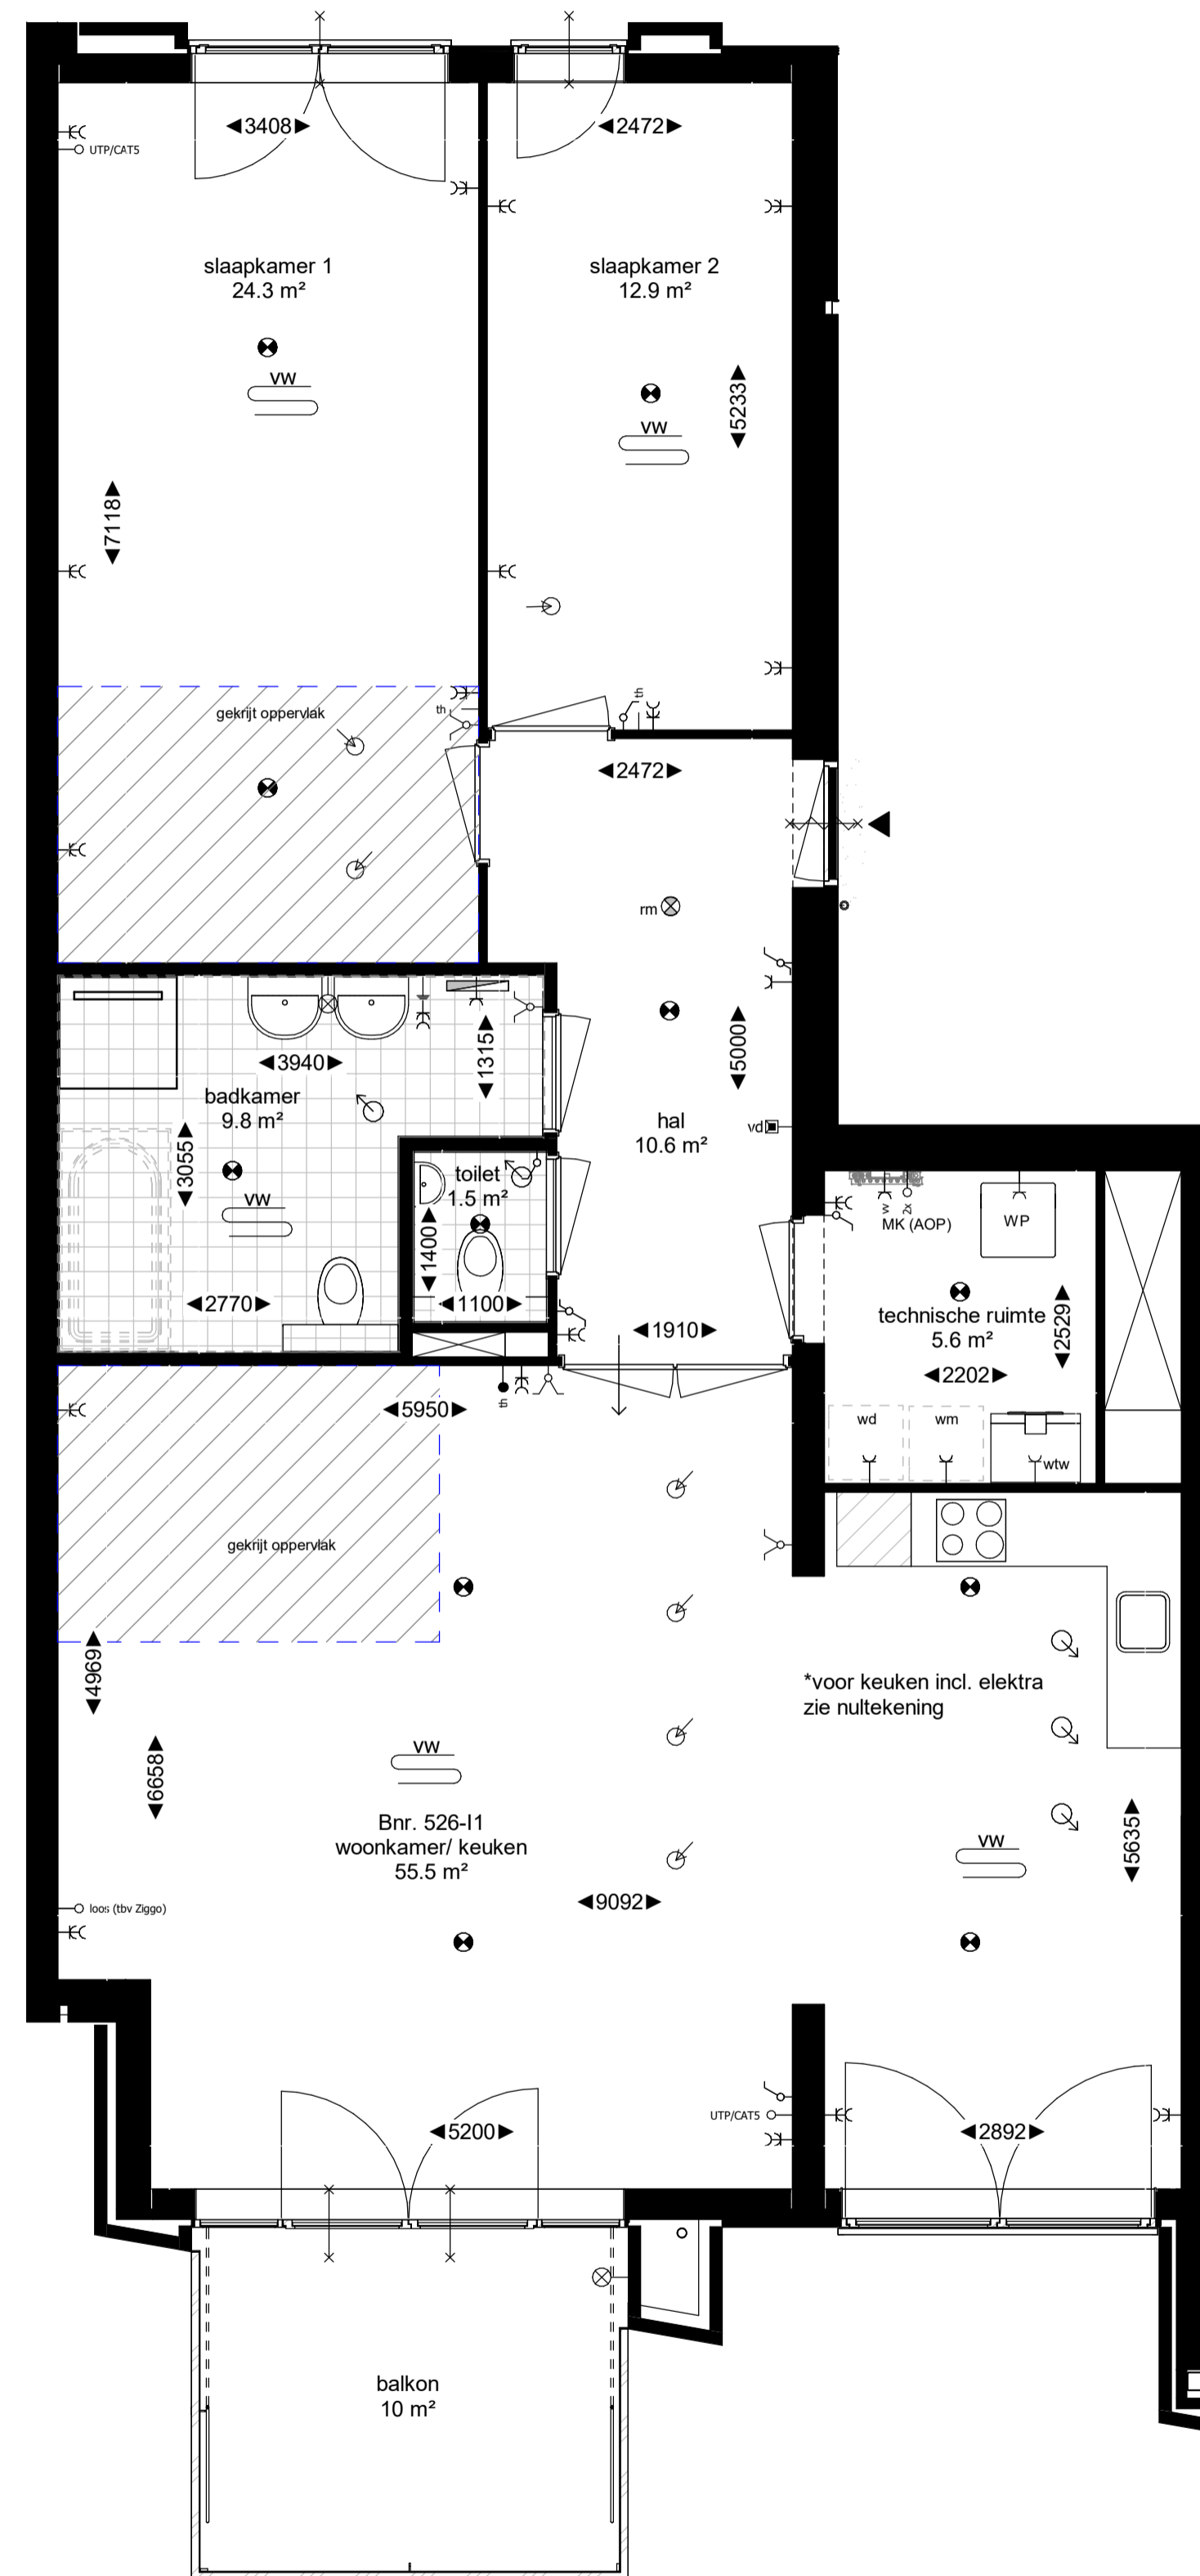 3408
2472
UTP/CAT5
slaapkamer 1
24.3 m²
slaapkamer 2
12.9 m²
vw
5233
vw
7118
gekrijt oppervlak
th
th
2472
rm
3940
1315
5000
badkamer
9.8 m²
hal
10.6 m²
vd
3055
toilet
1.5 m²
vw
1400
w
2x
MK (AOP)
WP
2770
1100
1910
technische ruimte
5.6 m²
2529
2202
5950
th
wd
wm
wtw
gekrijt oppervlak
4969
*voor keuken incl. elektra
zie nultekening
6658
vw
Bnr. 526-I1
woonkamer/ keuken
55.5 m²
vw
5635
9092
loos (tbv Ziggo)
UTP/CAT5
5200
2892
balkon
10 m²